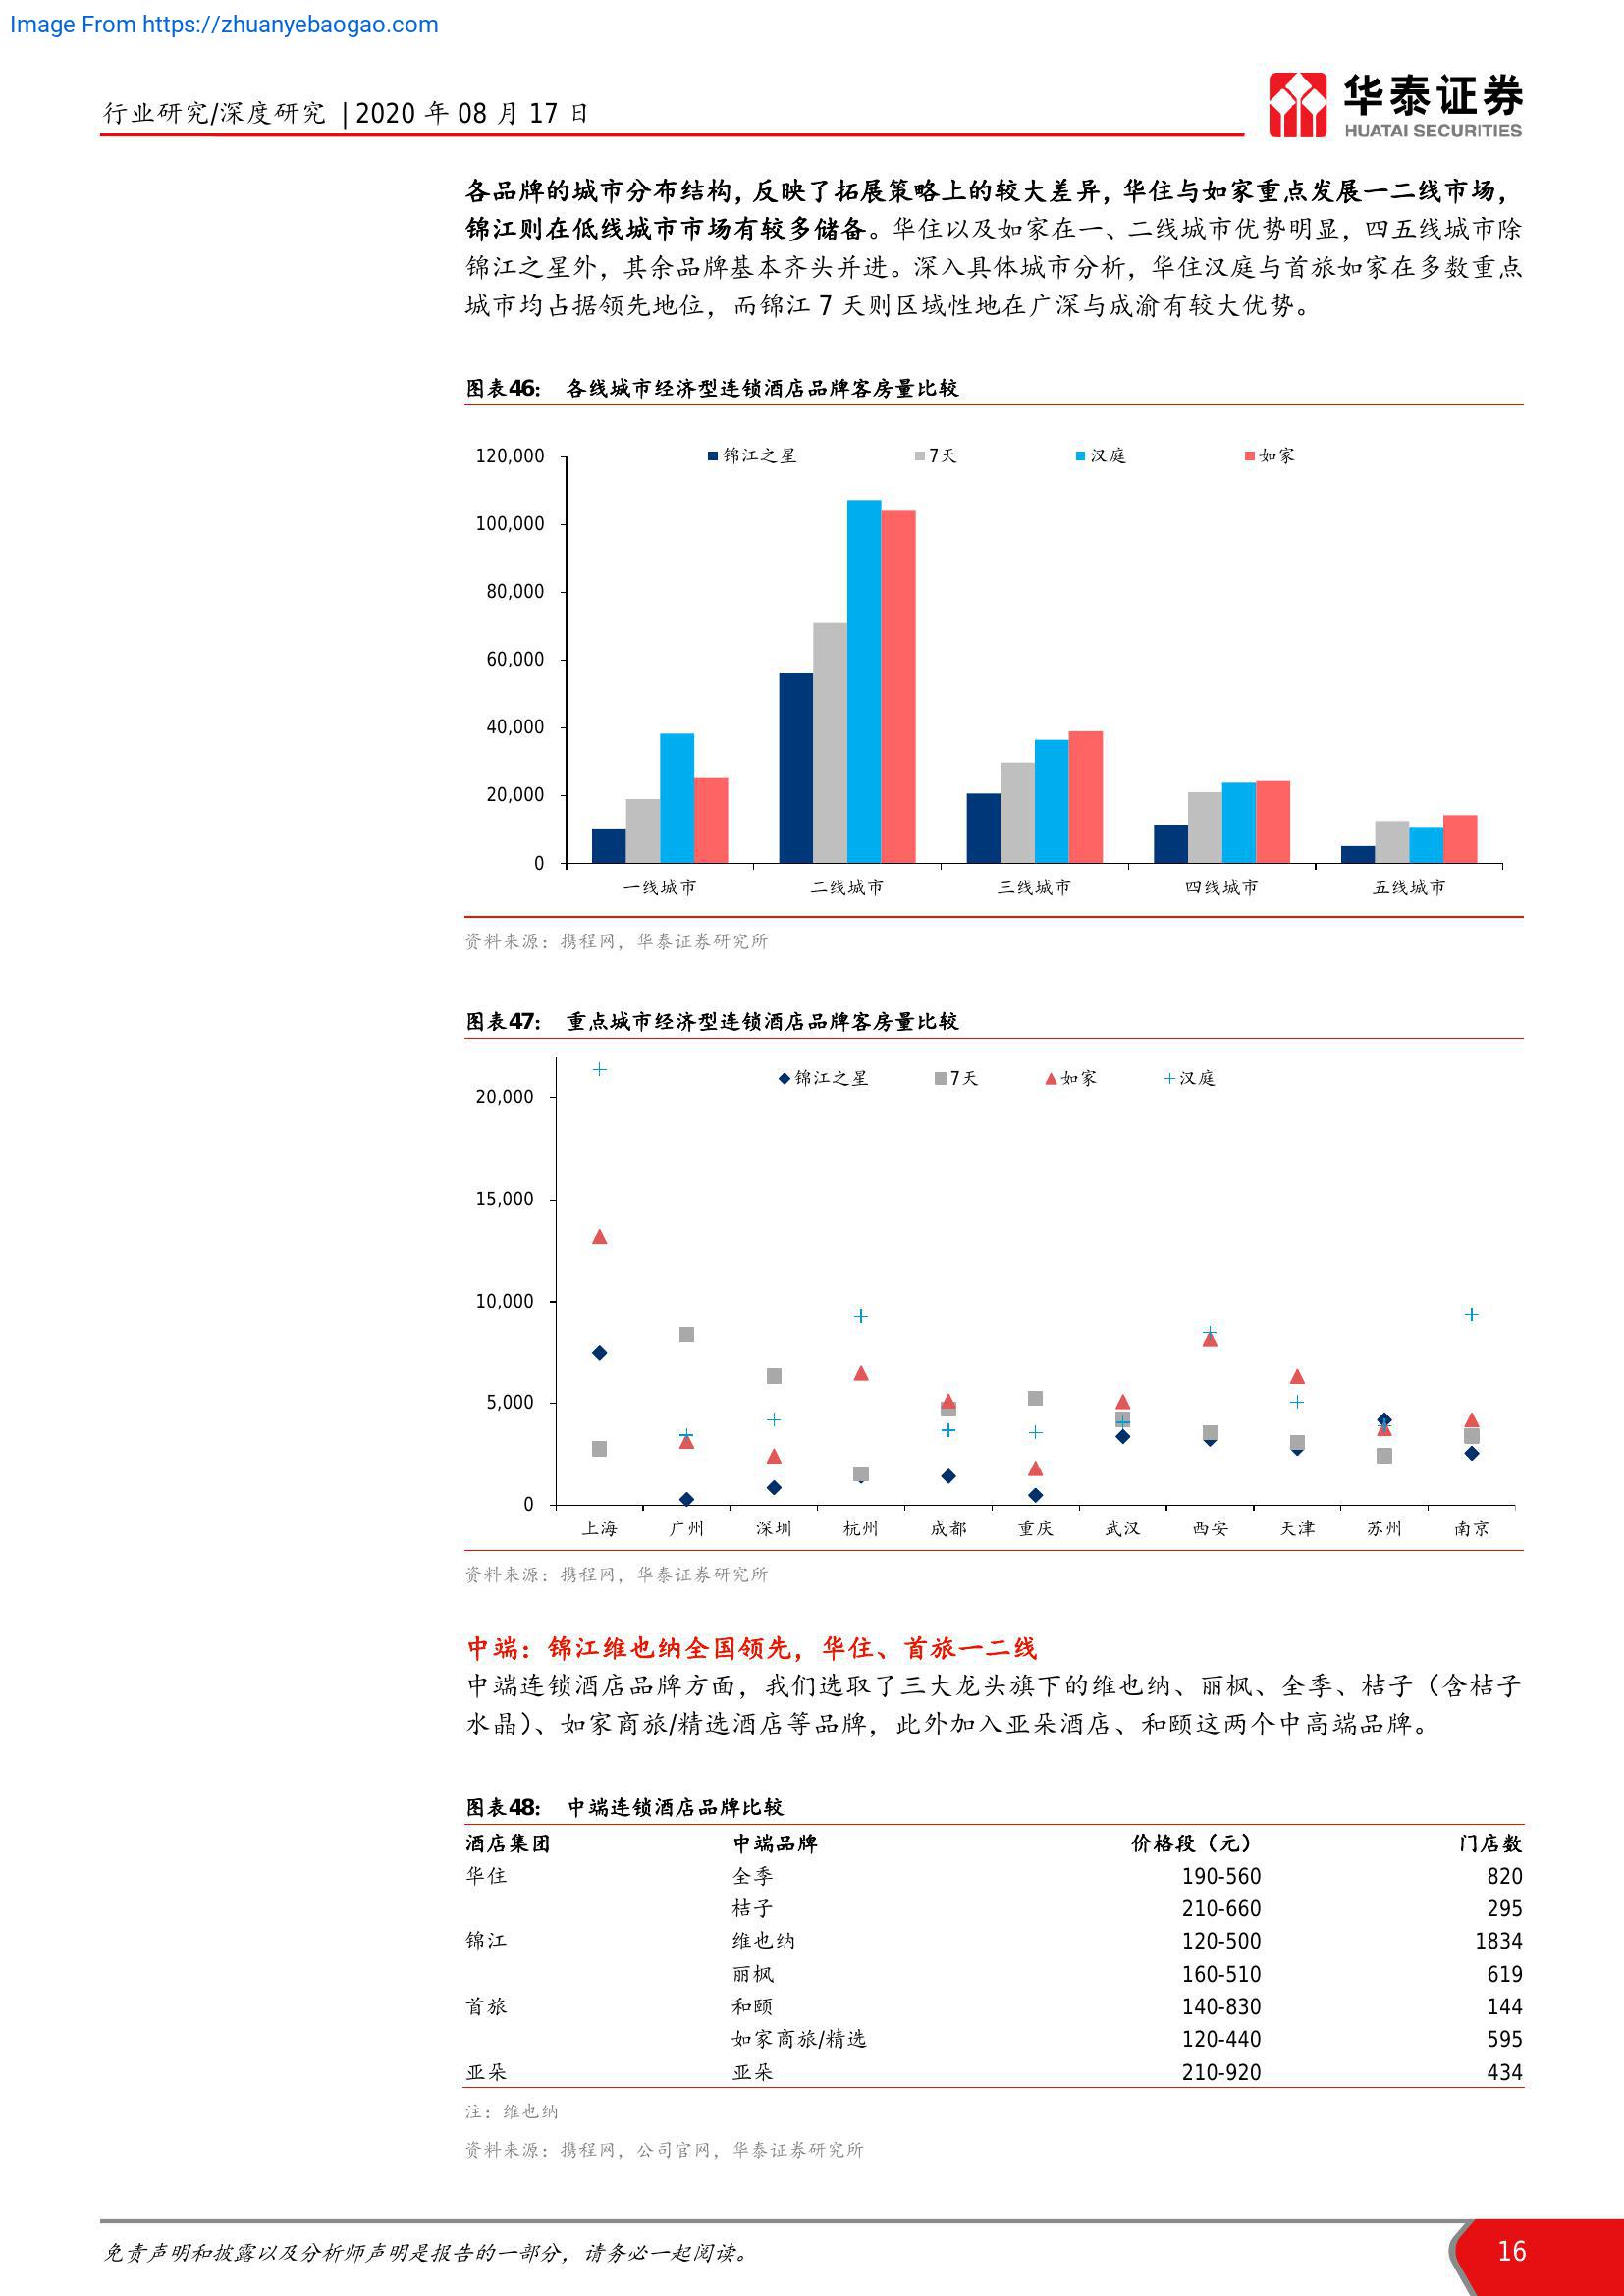 Image From https://zhuanyebaogao.com
行业研究/深度研究 | 2020 年 08 月 17 日
华泰证券
HUATAI SECURITIES
各品牌的城市分布结构，反映了拓展策略上的较大差异，华住与如家重点发展一二线市场，
锦江则在低线城市市场有较多储备。华住以及如家在一、二线城市优势明显，四五线城市除
锦江之星外，其余品牌基本齐头并进。深入具体城市分析，华住汉庭与首旅如家在多数重点
城市均占据领先地位，而锦江 7 天则区域性地在广深与成渝有较大优势。
图表46： 各线城市经济型连锁酒店品牌客房量比较
锦江之星 7天 汉庭 如家
120,000
100,000
80,000
60,000
40,000
20,000
0
一线城市 二线城市 三线城市 四线城市 五线城市
资料来源：携程网，华泰证券研究所
图表47： 重点城市经济型连锁酒店品牌客房量比较
锦江之星 7天 如家 汉庭
20,000
15,000
10,000
5,000
0
上海 广州 深圳 杭州 成都 重庆 武汉 西安 天津 苏州 南京
资料来源：携程网，华泰证券研究所
中端：锦江维也纳全国领先，华住、首旅一二线
中端连锁酒店品牌方面，我们选取了三大龙头旗下的维也纳、丽枫、全季、桔子（含桔子
水晶）、如家商旅/精选酒店等品牌，此外加入亚朵酒店、和颐这两个中高端品牌。
图表48： 中端连锁酒店品牌比较
酒店集团 中端品牌 价格段（元） 门店数
华住 全季 190-560 820
桔子 210-660 295
锦江 维也纳 120-500 1834
丽枫 160-510 619
首旅 和颐 140-830 144
如家商旅/精选 120-440 595
亚朵 亚朵 210-920 434
注：维也纳
资料来源：携程网，公司官网，华泰证券研究所
免责声明和披露以及分析师声明是报告的一部分，请务必一起阅读。
16